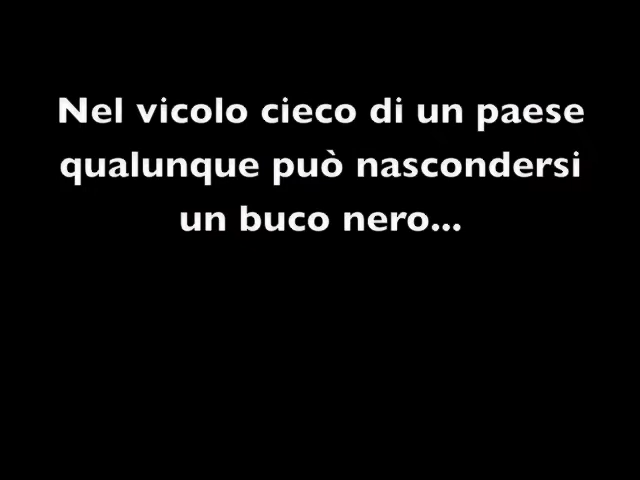 Nel vicolo cieco di un paese
qualunque può nascondersi
un buco nero...